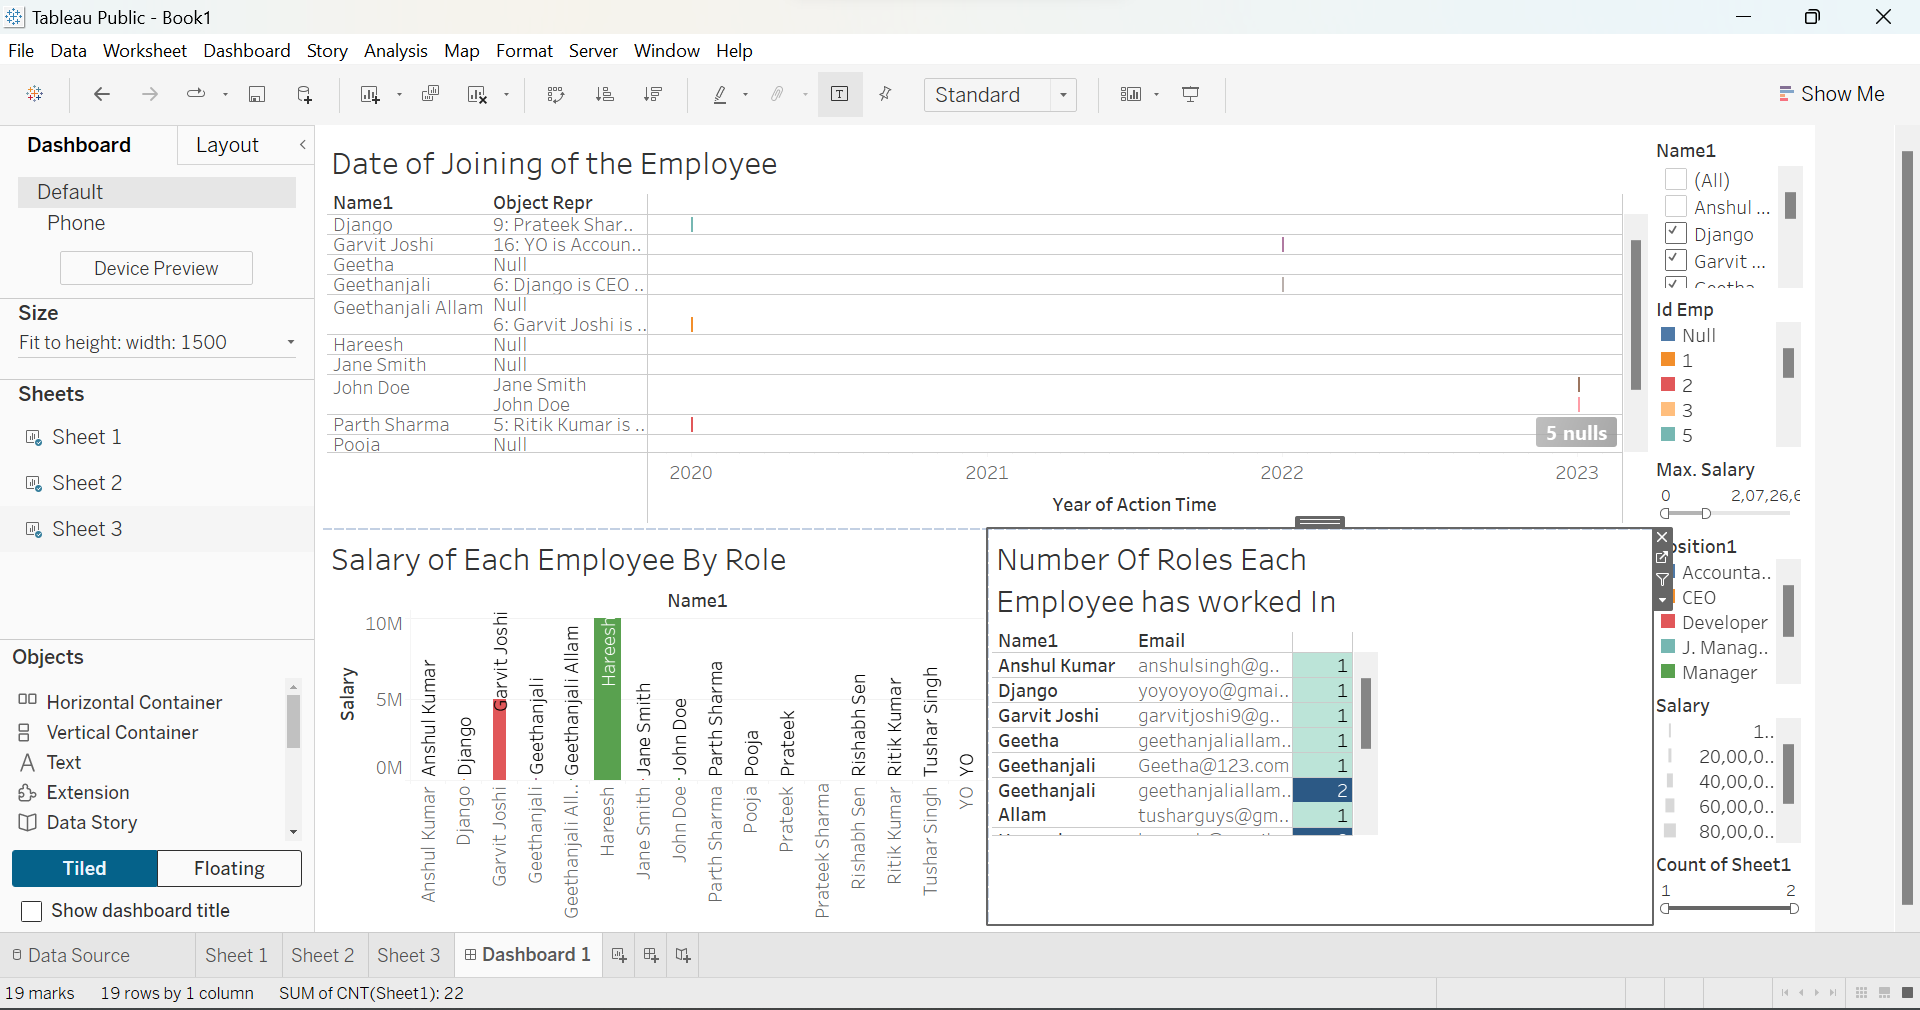 Tableau Public - Book1
File Data Worksheet Dashboard Story Analysis Map Format Server Window Help
Standard
Show Me
Dashboard
Layout
Default
Phone
Device Preview
Size
Fit to height: width: 1500
Sheets
Sheet 1
Sheet 2
Sheet 3
Objects
Horizontal Container
Vertical Container
Text
Extension
Data Story
Tiled
Floating
Show dashboard title
Date of Joining of the Employee
Name1 Object Repr
Django 9: Prateek Shar..
Garvit Joshi 16: YO is Accoun..
Geetha Null
Geethanjali 6: Django is CEO ..
Geethanjali Allam Null
6: Garvit Joshi is ..
Hareesh Null
Jane Smith Null
John Doe Jane Smith
John Doe
Parth Sharma 5: Ritik Kumar is ..
Pooja Null
5 nulls
2020 2021 2022 2023
Year of Action Time
Salary of Each Employee By Role
Name1
Salary
10M
5M
0M
Anshul Kumar
Django
Garvit Joshi
Geethanjali
Geethanjali Allam
Hareesh
Jane Smith
John Doe
Parth Sharma
Pooja
Prateek
Rishabh Sen
Ritik Kumar
Tushar Singh
YO
Anshul Kumar
Django
Garvit Joshi
Geethanjali
Geethanjali All..
Hareesh
Jane Smith
John Doe
Parth Sharma
Pooja
Prateek
Prateek Sharma
Rishabh Sen
Ritik Kumar
Tushar Singh
YO
Number Of Roles Each
Employee has worked In
Name1 Email
Anshul Kumar anshulsingh@g.. 1
Django yoyoyoyo@gmai.. 1
Garvit Joshi garvitjoshi9@g.. 1
Geetha geethanjaliallam.. 1
Geethanjali Geetha@123.com 1
Geethanjali geethanjaliallam.. 2
Allam tusharguys@gm.. 1
Name1
(All)
Anshul ...
Django
Garvit ...
Geetha
Id Emp
Null
1
2
3
5
Max. Salary
0 2,07,26,6
osition1
Accounta..
CEO
Developer
J. Manag..
Manager
Salary
1..
20,00,0..
40,00,0..
60,00,0..
80,00,0..
Count of Sheet1
1 2
Data Source Sheet 1 Sheet 2 Sheet 3 Dashboard 1
19 marks 19 rows by 1 column SUM of CNT(Sheet1): 22